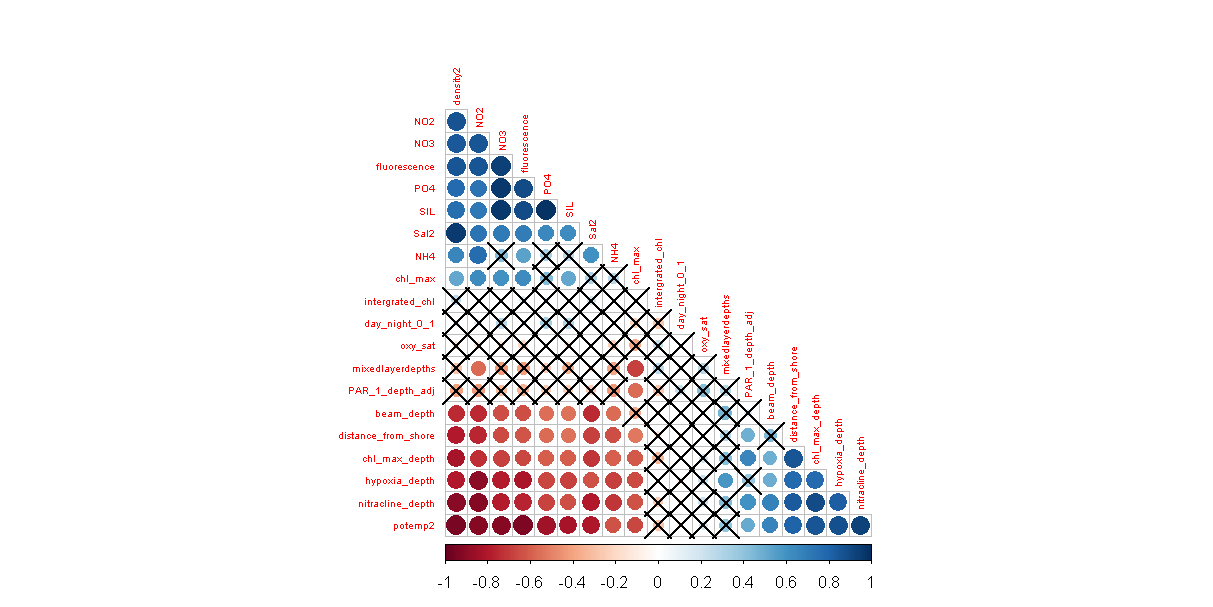 density2
NO2 NO2
NO3 NO3
fluorescence fluorescence
PO4 PO4
SIL SIL
Sal2 Sal2
NH4 NH4
chl_max chl_max
intergrated_chl intergrated_chl
day_night_0_1 day_night_0_1
oxy_sat oxy_sat
mixedlayerdepths mixedlayerdepths
PAR_1_depth_adj PAR_1_depth_adj
beam_depth beam_depth
distance_from_shore distance_from_shore
chl_max_depth chl_max_depth
hypoxia_depth hypoxia_depth
nitracline_depth nitracline_depth
potemp2
-1 -0.8 -0.6 -0.4 -0.2 0 0.2 0.4 0.6 0.8 1